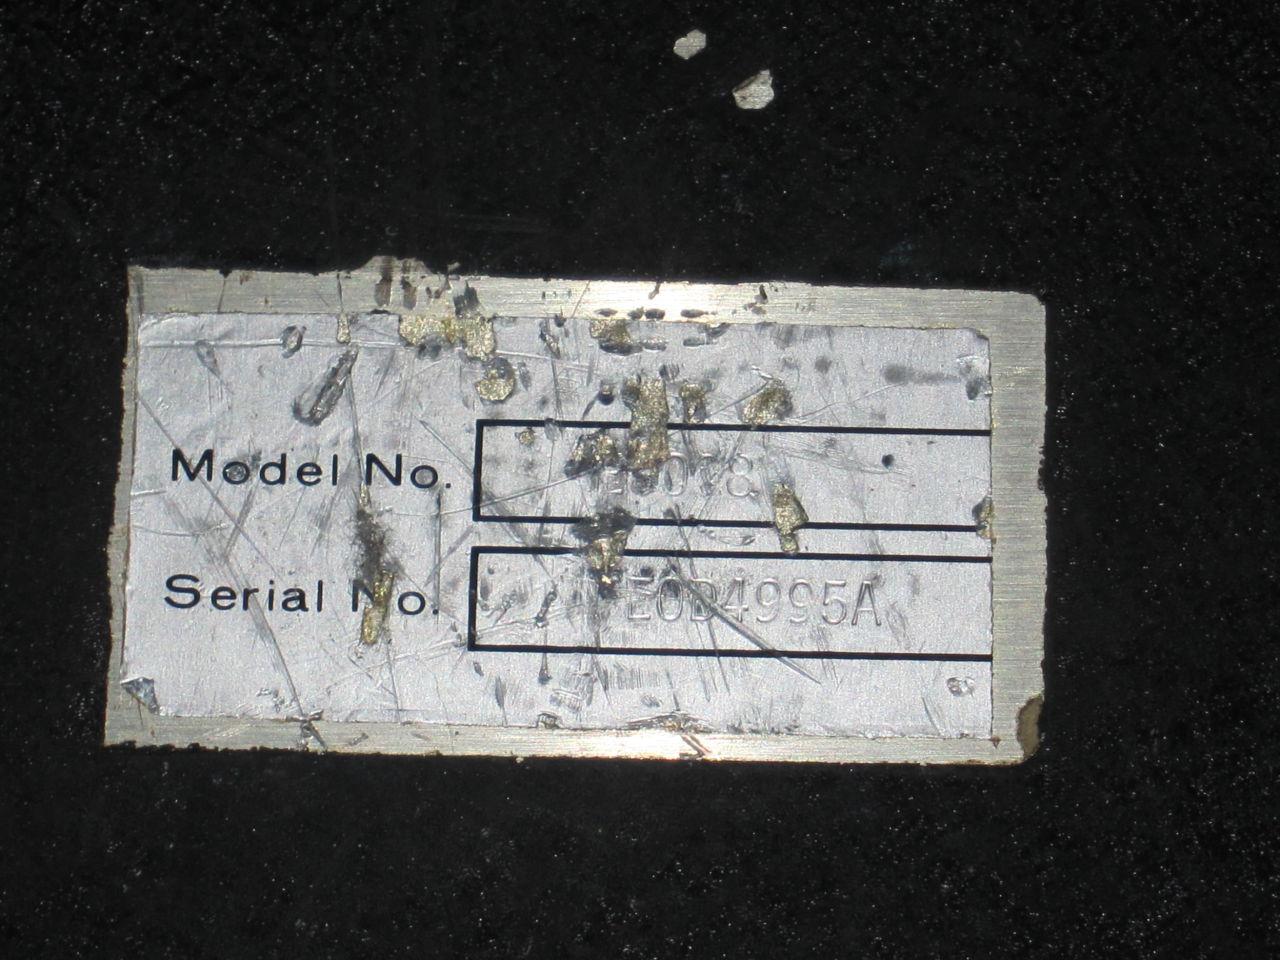 Model No.
Serial No. E0D4995A